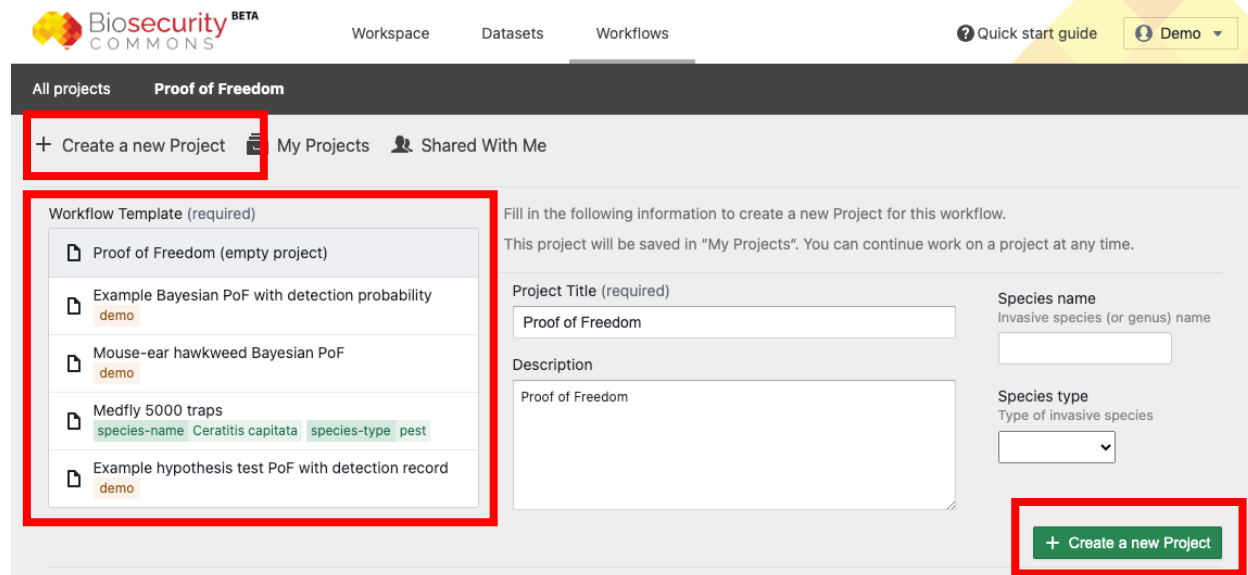 Biosecurity BETA
COMMONS
Workspace
Datasets
Workflows
Quick start guide
Demo
All projects
Proof of Freedom
+ Create a new Project
My Projects
Shared With Me
Workflow Template (required)
Proof of Freedom (empty project)
Example Bayesian PoF with detection probability
demo
Mouse-ear hawkweed Bayesian PoF
demo
Medfly 5000 traps
species-name Ceratitis capitata species-type pest
Example hypothesis test PoF with detection record
demo
Fill in the following information to create a new Project for this workflow.
This project will be saved in “My Projects”. You can continue work on a project at any time.
Project Title (required)
Proof of Freedom
Description
Proof of Freedom
Species name
Invasive species (or genus) name
Species type
Type of invasive species
+ Create a new Project